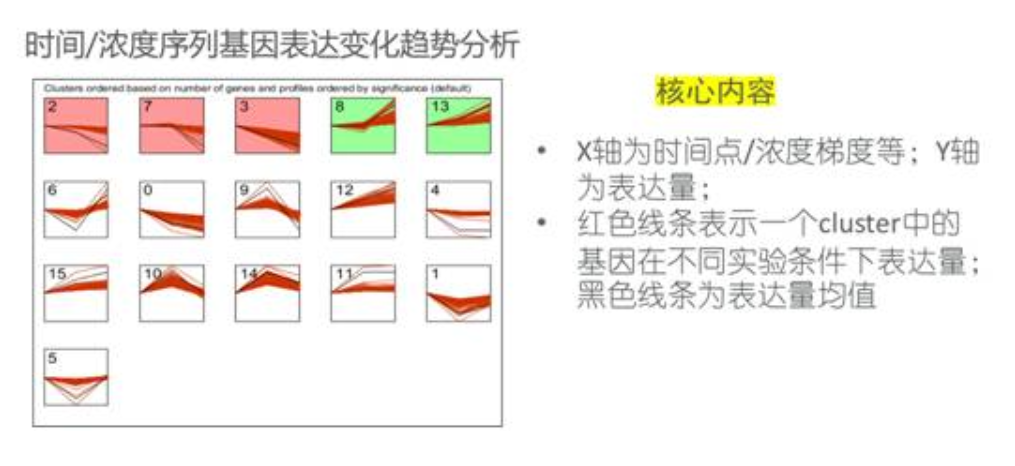 时间/浓度序列基因表达变化趋势分析
Clusters ordered based on number of genes and profiles ordered by significance (default)
2 7 3 8 13
6 0 9 12 4
15 10 14 11 1
5
核心内容
• X轴为时间点/浓度梯度等；Y轴
为表达量；
• 红色线条表示一个cluster中的
基因在不同实验条件下表达量；
黑色线条为表达量均值